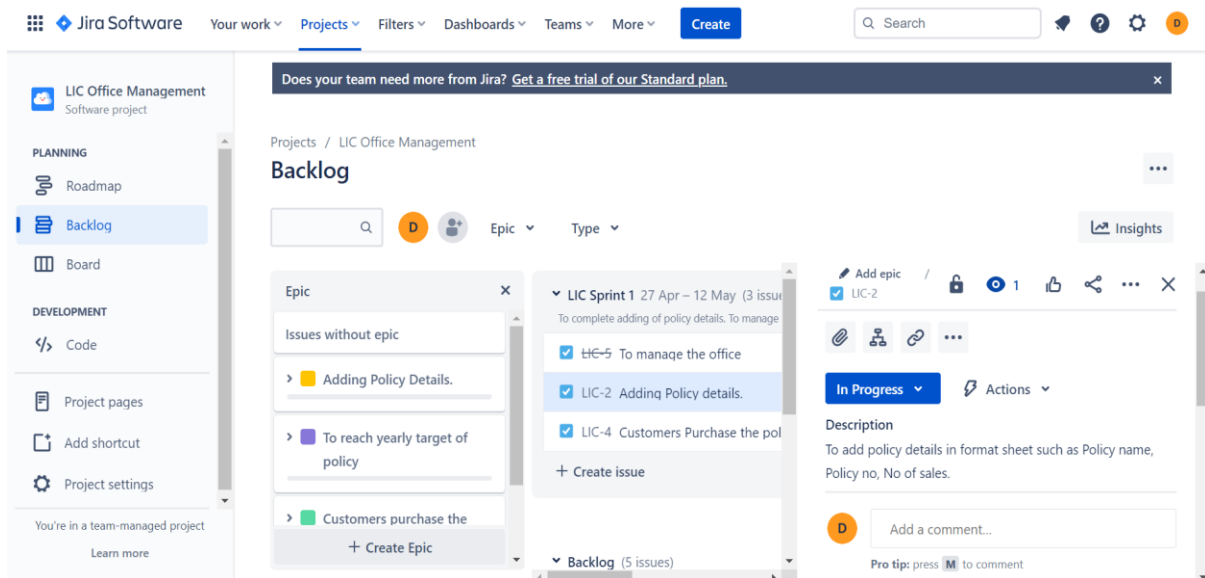 Jira Software Your work Projects Filters Dashboards Teams More Create Search D
LIC Office Management
Software project
PLANNING
Roadmap
Backlog
Board
DEVELOPMENT
Code
Project pages
Add shortcut
Project settings
You're in a team-managed project
Learn more
Does your team need more from Jira? Get a free trial of our Standard plan.
Projects / LIC Office Management
Backlog
D Epic Type Insights
Epic
Issues without epic
Adding Policy Details.
To reach yearly target of
policy
Customers purchase the
+ Create Epic
LIC Sprint 1 27 Apr – 12 May (3 issue
To complete adding of policy details. To manage
LIC-5 To manage the office
LIC-2 Adding Policy details.
LIC-4 Customers Purchase the pol
+ Create issue
Backlog (5 issues)
Add epic /
LIC-2
1
In Progress Actions
Description
To add policy details in format sheet such as Policy name,
Policy no, No of sales.
D Add a comment...
Pro tip: press M to comment